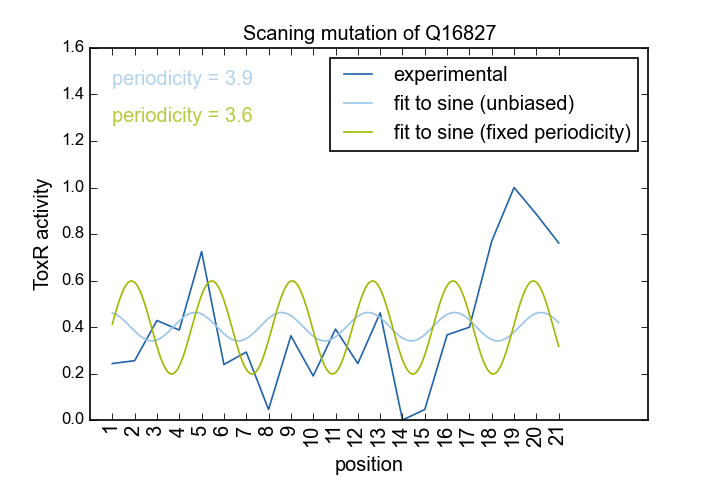 Scaning mutation of Q16827
1.6
1.4
1.2
1.0
0.8
0.6
0.4
0.2
0.0
ToxR activity
periodicity = 3.9
periodicity = 3.6
experimental
fit to sine (unbiased)
fit to sine (fixed periodicity)
1 2 3 4 5 6 7 8 9 10 11 12 13 14 15 16 17 18 19 20 21
position